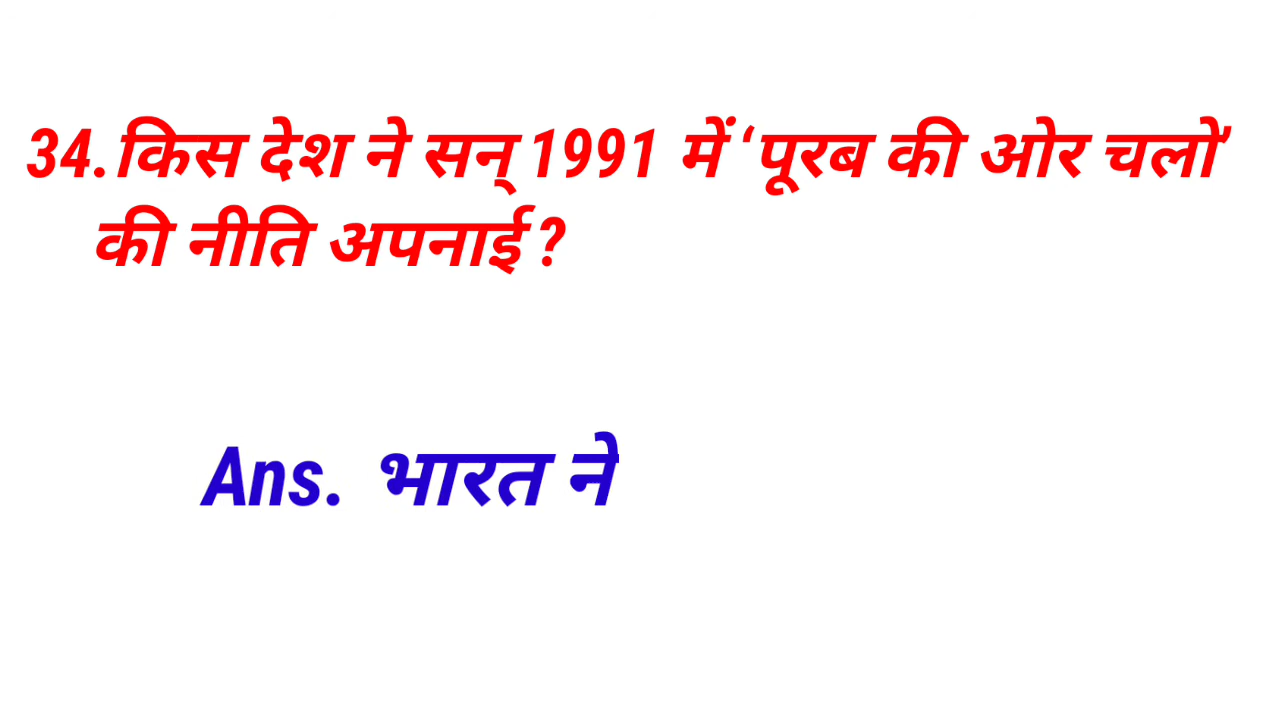 34.किस देश ने सन् 1991 में ‘पूरब की ओर चलो’
की नीति अपनाई ?
Ans. भारत ने